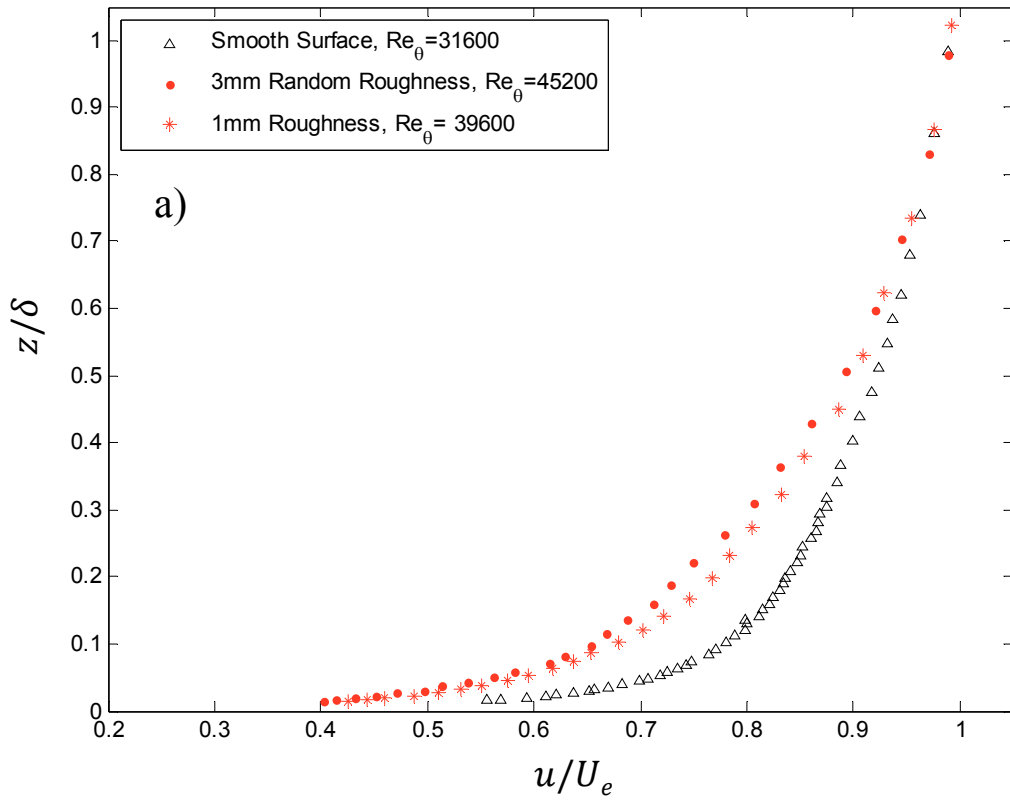 Smooth Surface, Reθ=31600
3mm Random Roughness, Reθ=45200
1mm Roughness, Reθ= 39600
a)
z/δ
1
0.9
0.8
0.7
0.6
0.5
0.4
0.3
0.2
0.1
0
0.2 0.3 0.4 0.5 0.6 0.7 0.8 0.9 1
u/Ue